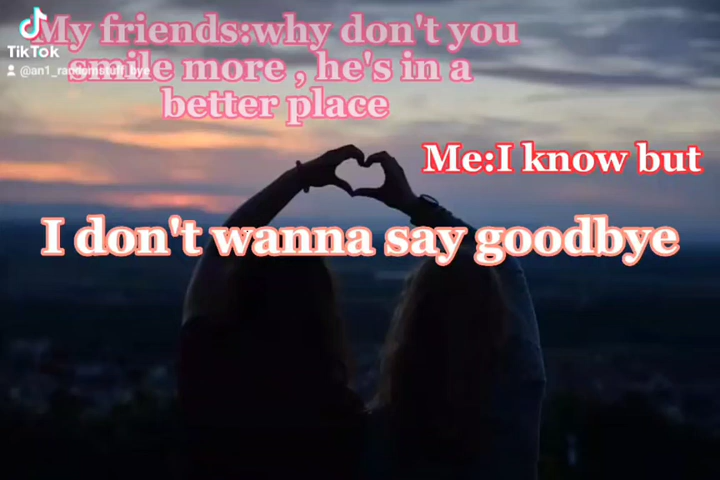 My friends:why don't you
TikTok
smile more , he's in a
@an1_randomstuff_bye
better place
Me:I know but
I don't wanna say goodbye